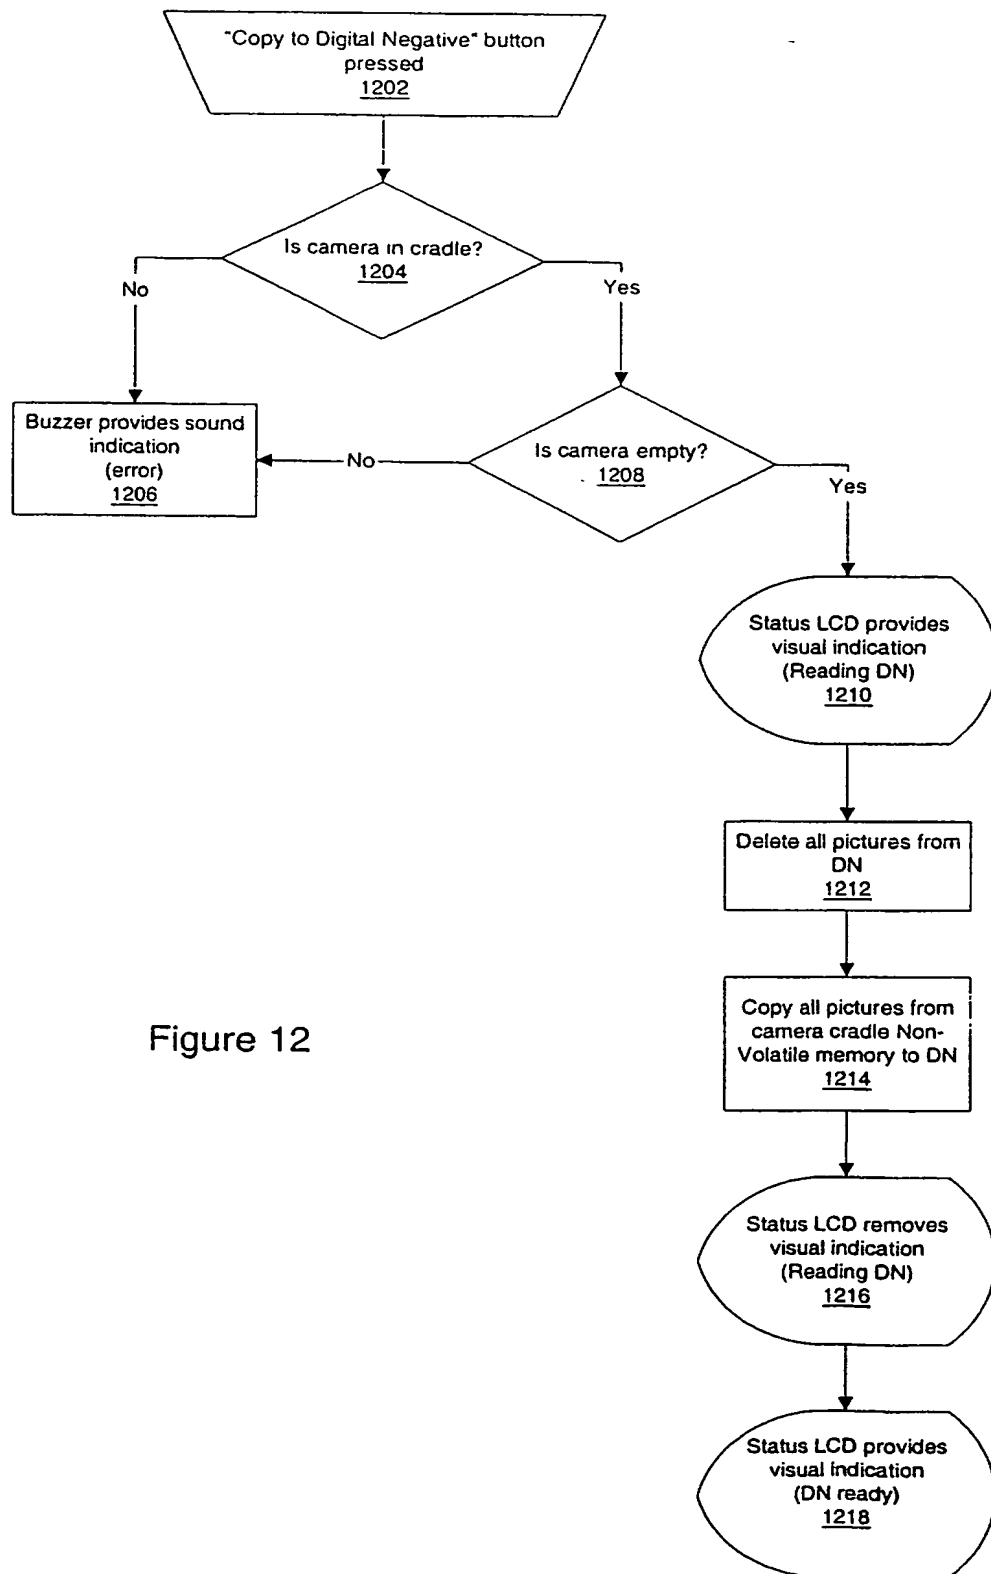 "Copy to Digital Negative" button
pressed
1202
Is camera in cradle?
1204
No
Yes
Buzzer provides sound
indication
(error)
1206
No
Is camera empty?
1208
Yes
Status LCD provides
visual indication
(Reading DN)
1210
Delete all pictures from
DN
1212
Copy all pictures from
camera cradle Non-
Volatile memory to DN
1214
Figure 12
Status LCD removes
visual indication
(Reading DN)
1216
Status LCD provides
visual indication
(DN ready)
1218